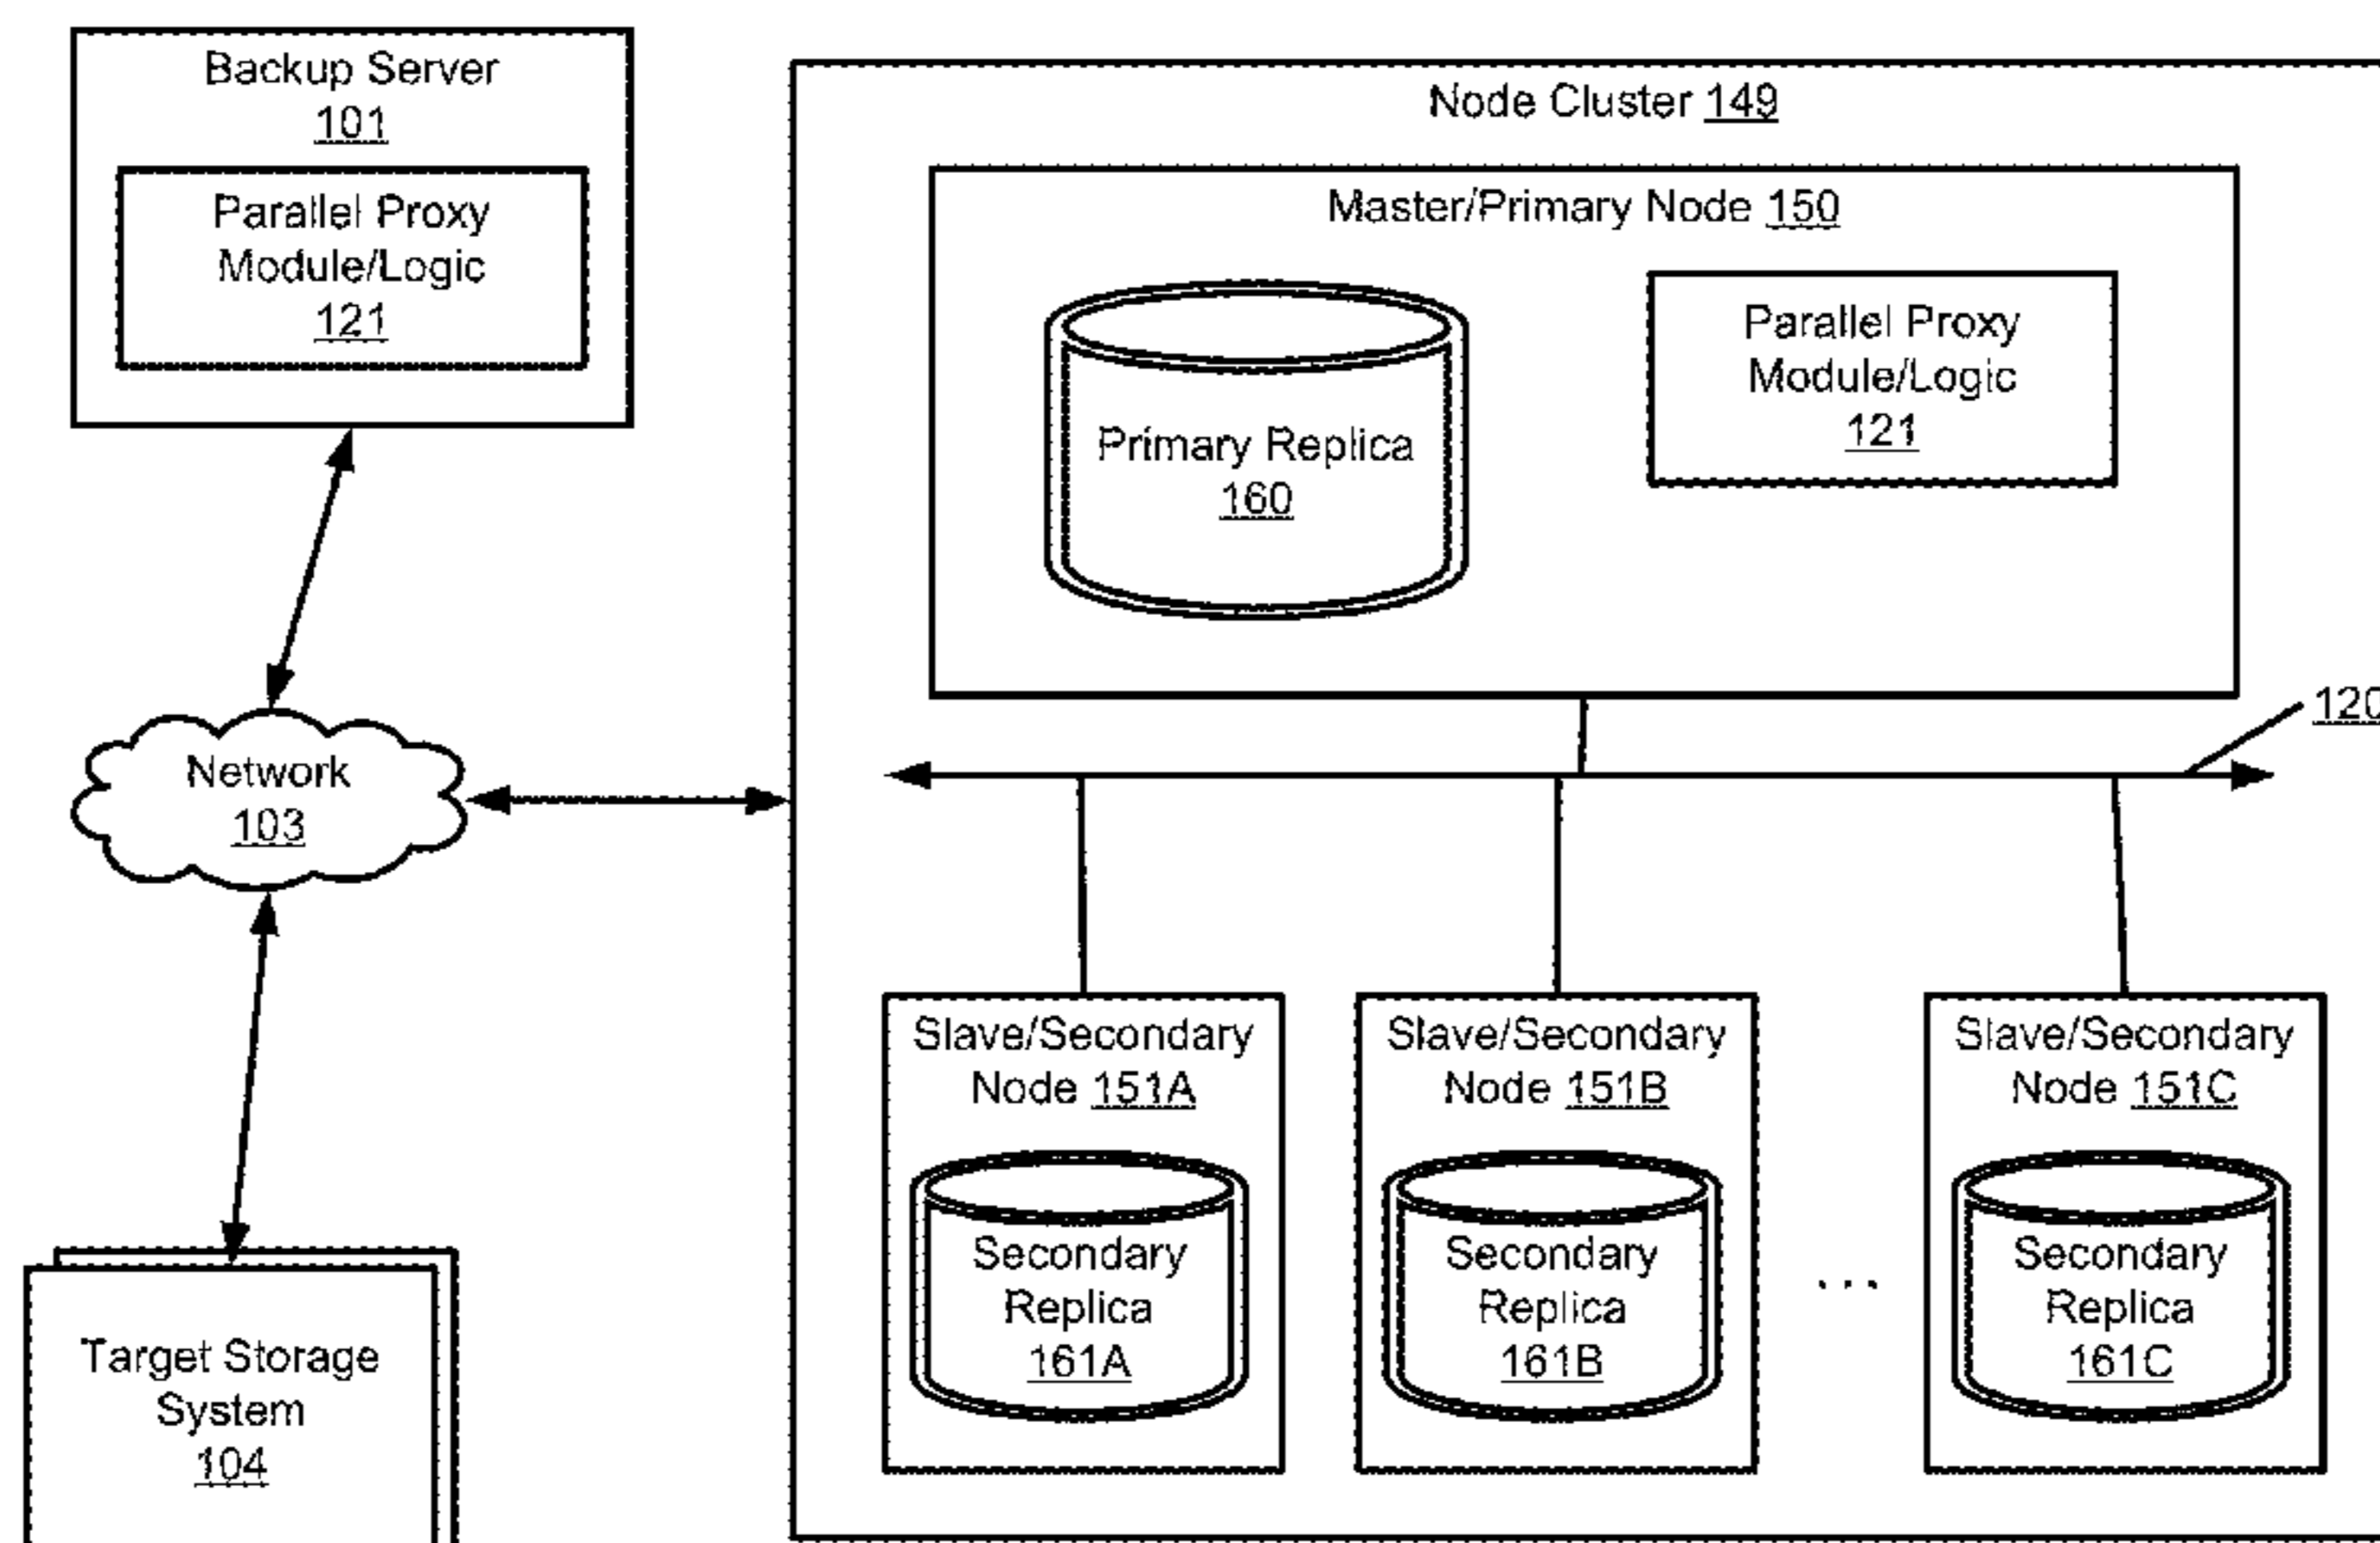 Backup Server
101
Parallel Proxy
Module/Logic
121
Network
103
Target Storage
System
104
Node Cluster 149
Master/Primary Node 150
Primary Replica
160
Parallel Proxy
Module/Logic
121
120
Slave/Secondary
Node 151A
Secondary
Replica
161A
Slave/Secondary
Node 151B
Secondary
Replica
161B
...
Slave/Secondary
Node 151C
Secondary
Replica
161C